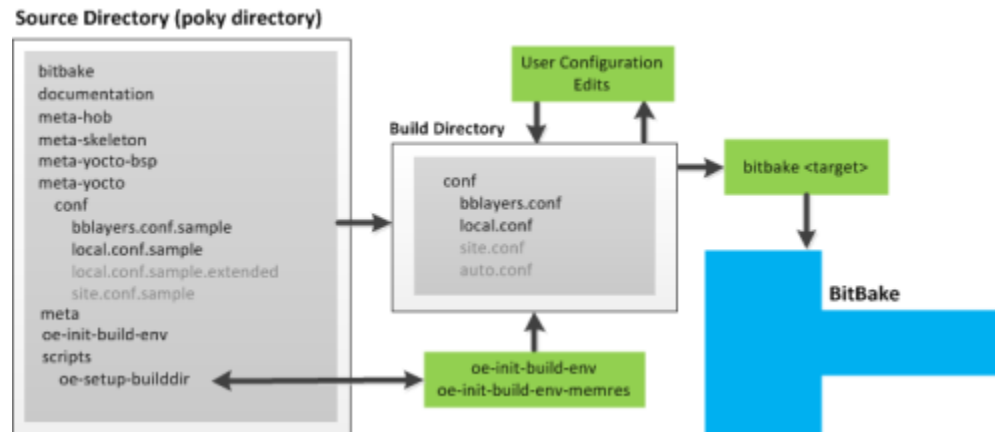 Source Directory (poky directory)
bitbake
documentation
meta-hob
meta-skeleton
meta-yocto-bsp
meta-yocto
conf
bblayers.conf.sample
local.conf.sample
local.conf.sample.extended
site.conf.sample
meta
oe-init-build-env
scripts
oe-setup-builddir
User Configuration
Edits
Build Directory
conf
bblayers.conf
local.conf
site.conf
auto.conf
oe-init-build-env
oe-init-build-env-memres
bitbake <target>
BitBake